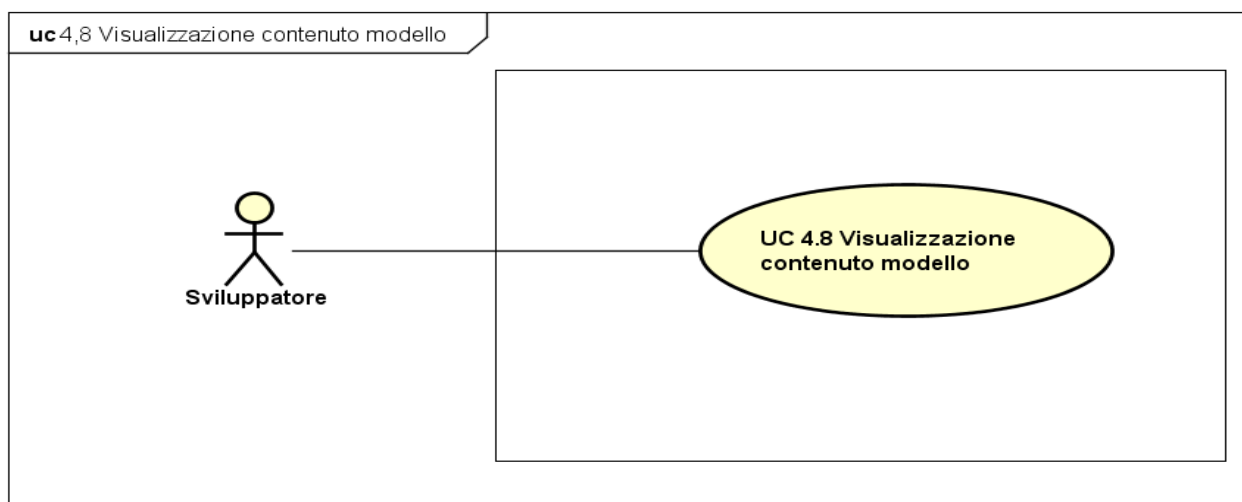 uc 4,8 Visualizzazione contenuto modello
UC 4.8 Visualizzazione
contenuto modello
Sviluppatore